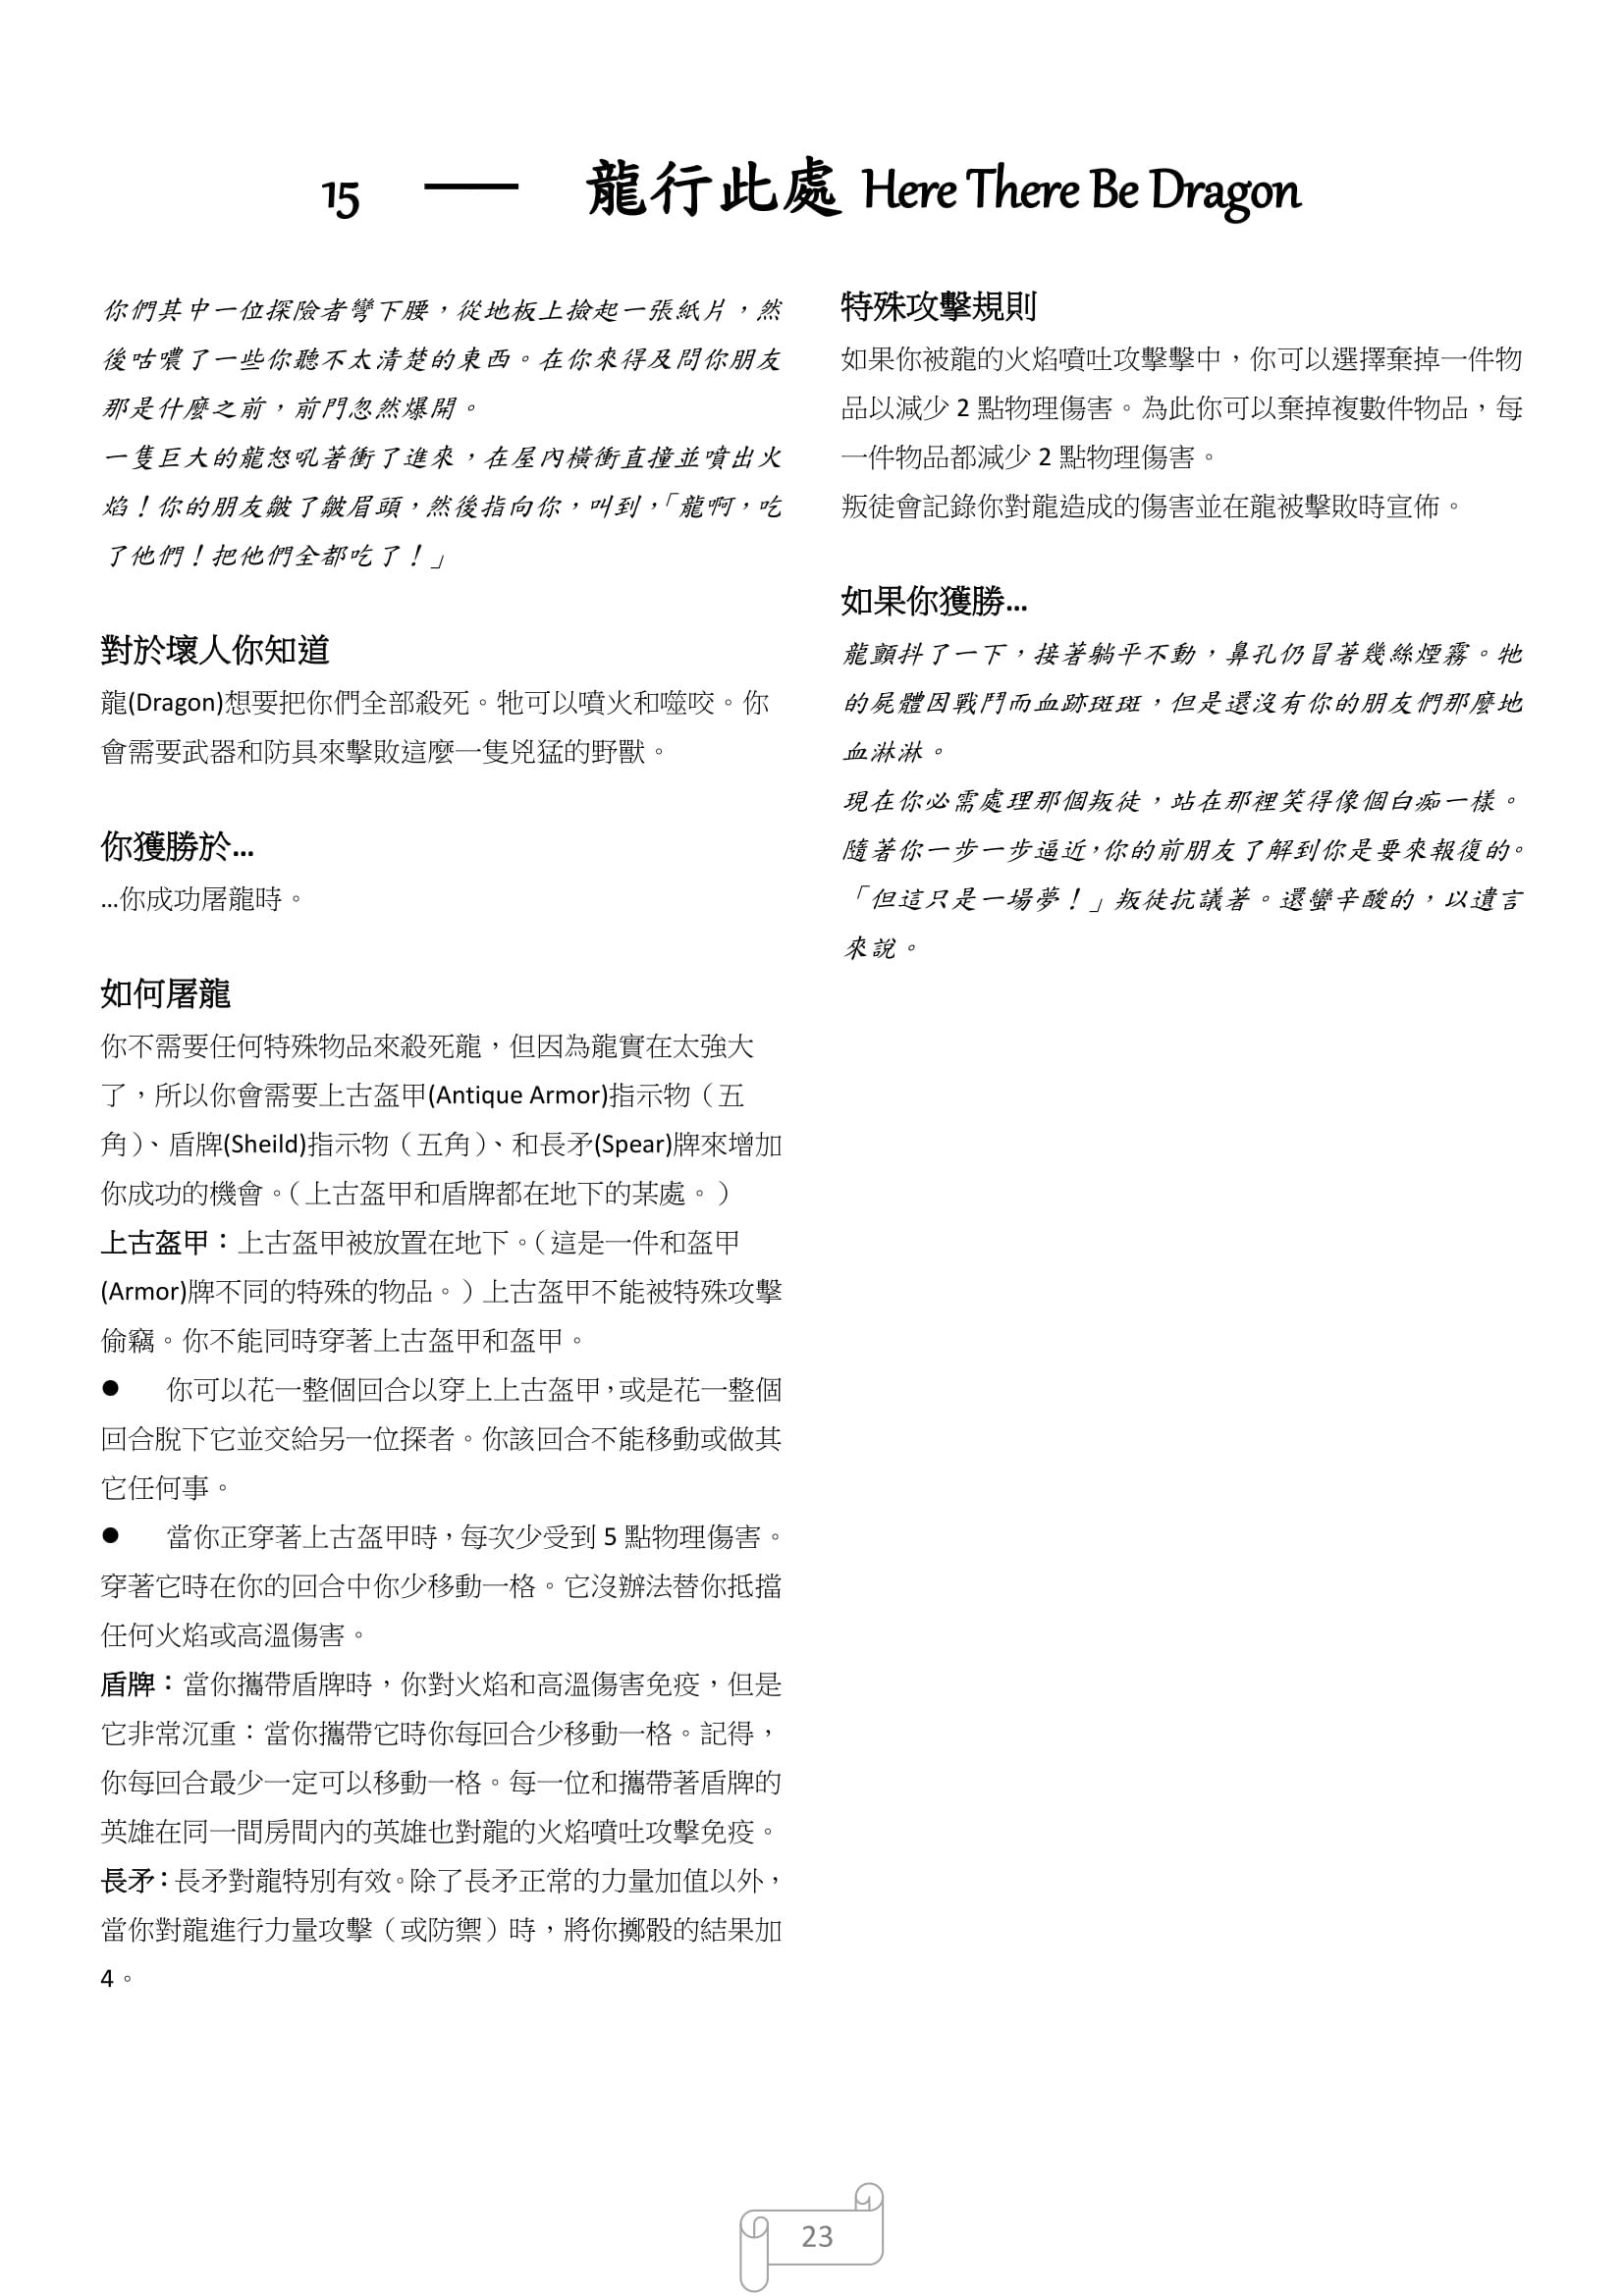 15 — 龍行此處 Here There Be Dragon
你們其中一位探險者彎下腰，從地板上撿起一張紙片，然
後咕噥了一些你聽不太清楚的東西。在你來得及問你朋友
那是什麼之前，前門忽然爆開。
一隻巨大的龍怒吼著衝了進來，在屋內橫衝直撞並噴出火
焰！你的朋友皺了皺眉頭，然後指向你，叫到，「龍啊，吃
了他們！把他們全都吃了！」
對於壞人你知道
龍(Dragon)想要把你們全部殺死。牠可以噴火和噬咬。你
會需要武器和防具來擊敗這麼一隻兇猛的野獸。
你獲勝於...
...你成功屠龍時。
如何屠龍
你不需要任何特殊物品來殺死龍，但因為龍實在太強大
了，所以你會需要上古盔甲(Antique Armor)指示物（五
角）、盾牌(Sheild)指示物（五角）、和長矛(Spear)牌來增加
你成功的機會。（上古盔甲和盾牌都在地下的某處。）
上古盔甲：上古盔甲被放置在地下。（這是一件和盔甲
(Armor)牌不同的特殊的物品。）上古盔甲不能被特殊攻擊
偷竊。你不能同時穿著上古盔甲和盔甲。
● 你可以花一整個回合以穿上上古盔甲，或是花一整個
回合脫下它並交給另一位探者。你該回合不能移動或做其
它任何事。
● 當你正穿著上古盔甲時，每次少受到 5 點物理傷害。
穿著它時在你的回合中你少移動一格。它沒辦法替你抵擋
任何火焰或高溫傷害。
盾牌：當你攜帶盾牌時，你對火焰和高溫傷害免疫，但是
它非常沉重：當你攜帶它時你每回合少移動一格。記得，
你每回合最少一定可以移動一格。每一位和攜帶著盾牌的
英雄在同一間房間內的英雄也對龍的火焰噴吐攻擊免疫。
長矛：長矛對龍特別有效。除了長矛正常的力量加值以外，
當你對龍進行力量攻擊（或防禦）時，將你擲骰的結果加
4。
特殊攻擊規則
如果你被龍的火焰噴吐攻擊擊中，你可以選擇棄掉一件物
品以減少 2 點物理傷害。為此你可以棄掉複數件物品，每
一件物品都減少 2 點物理傷害。
叛徒會記錄你對龍造成的傷害並在龍被擊敗時宣佈。
如果你獲勝...
龍顫抖了一下，接著躺平不動，鼻孔仍冒著幾絲煙霧。牠
的屍體因戰鬥而血跡斑斑，但是還沒有你的朋友們那麼地
血淋淋。
現在你必需處理那個叛徒，站在那裡笑得像個白痴一樣。
隨著你一步一步逼近，你的前朋友了解到你是要來報復的。
「但這只是一場夢！」叛徒抗議著。還蠻辛酸的，以遺言
來說。
23